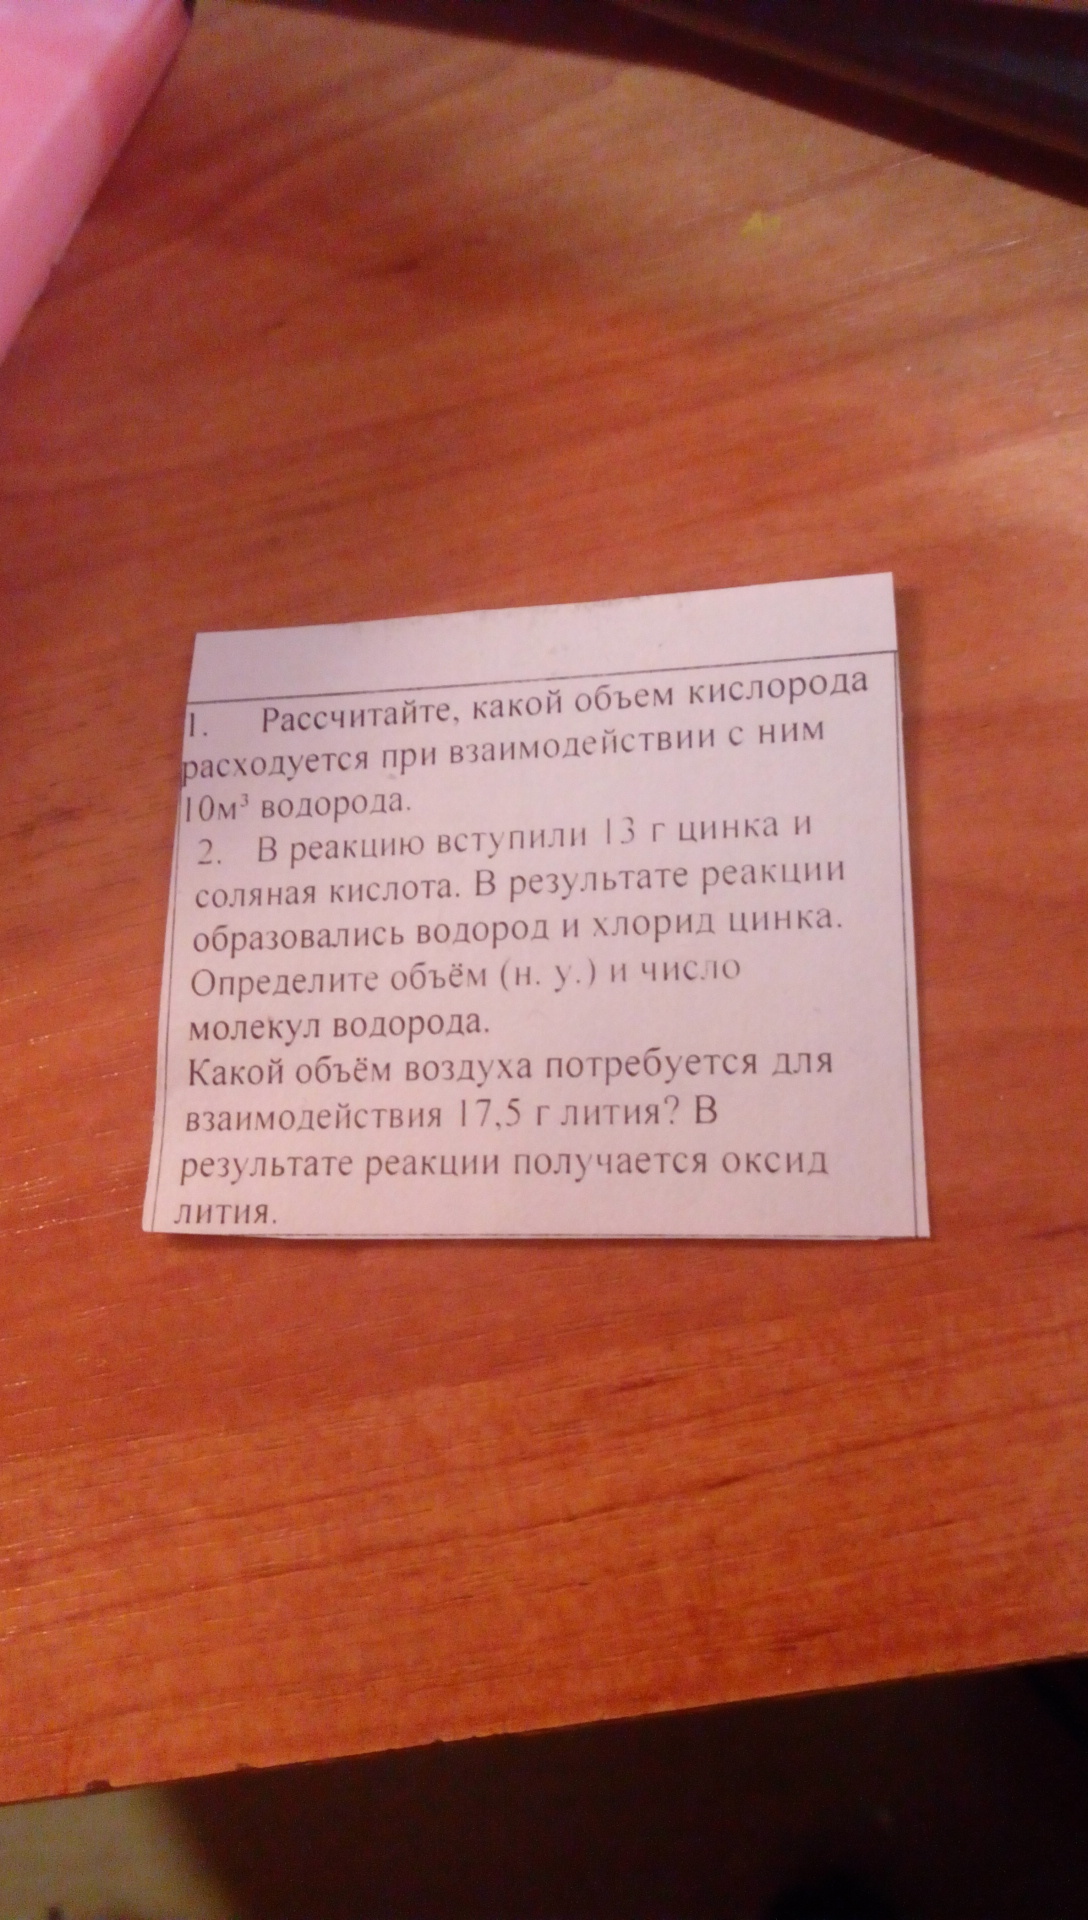 1. Рассчитайте, какой объем кислорода
расходуется при взаимодействии с ним
10м³ водорода.
2. В реакцию вступили 13 г цинка и
соляная кислота. В результате реакции
образовались водород и хлорид цинка.
Определите объём (н. у.) и число
молекул водорода.
Какой объём воздуха потребуется для
взаимодействия 17,5 г лития? В
результате реакции получается оксид
лития.